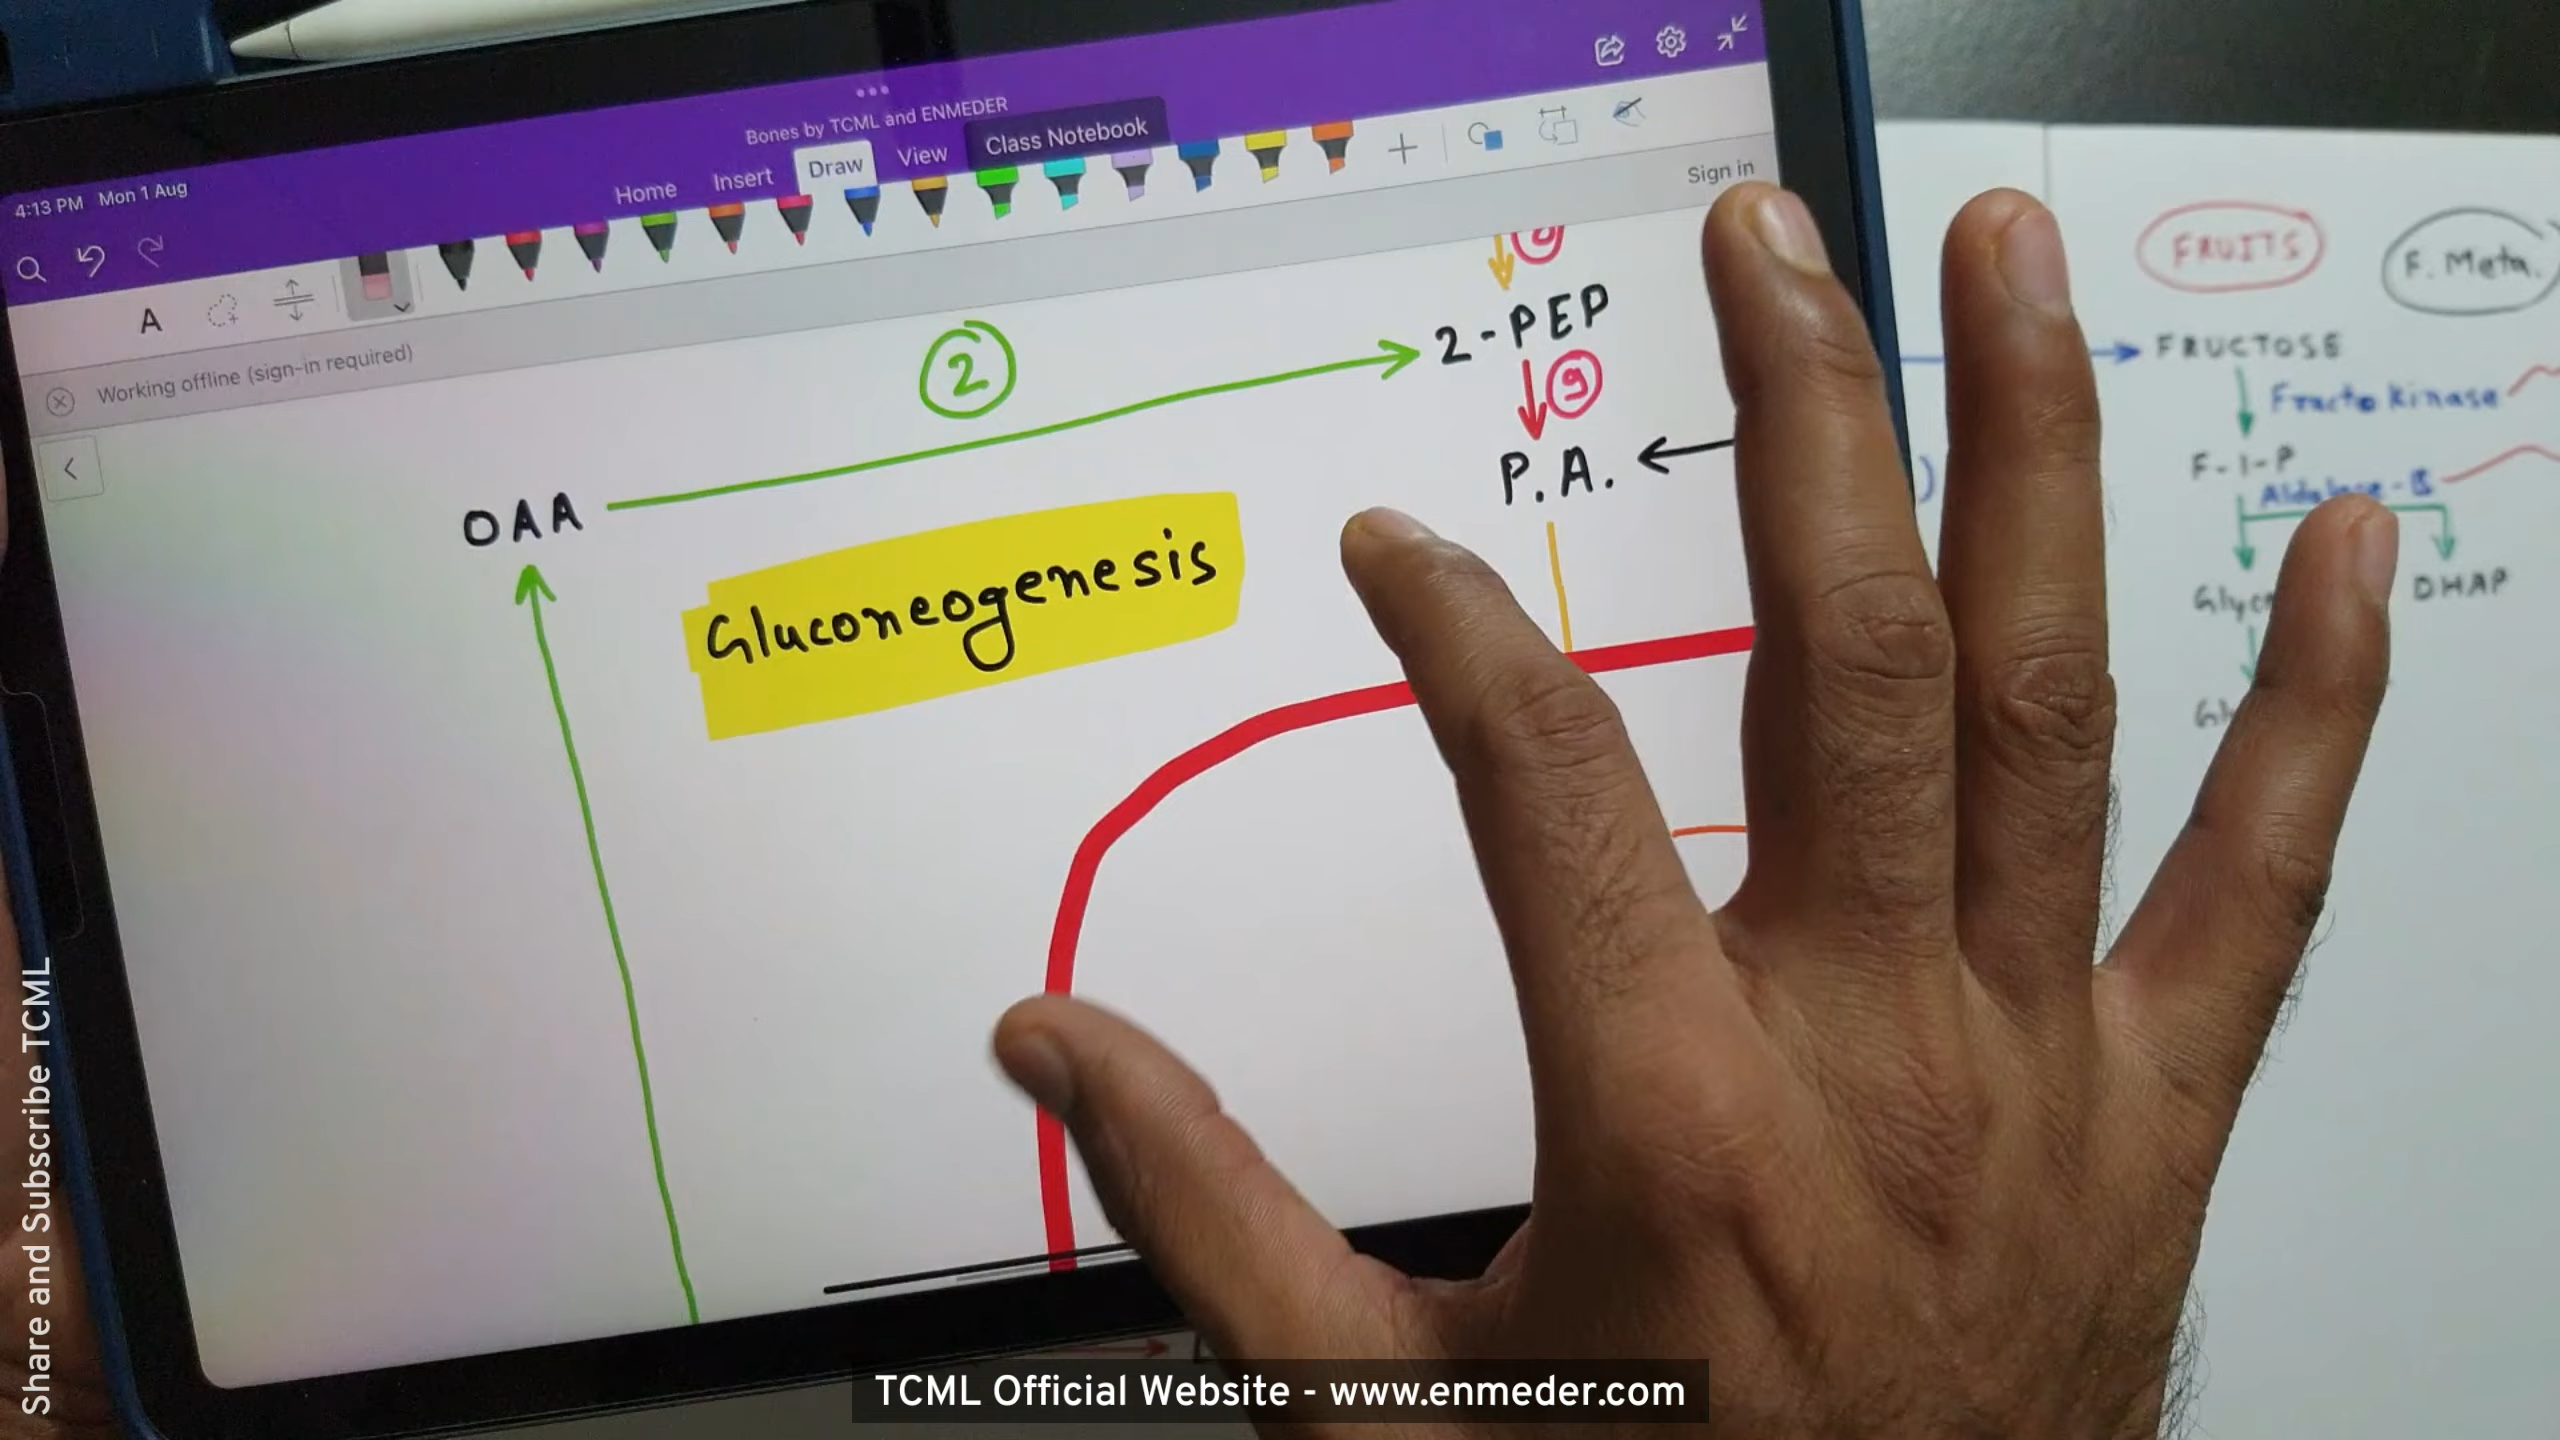 Bones by TCML and ENMEDER
4:13 PM Mon 1 Aug
Home Insert Draw View Class Notebook
Sign in
A
Working offline (sign-in required)
2
2-PEP
9
P.A.
OAA
Gluconeogenesis
FRUITS
F. Meta.
FRUCTOSE
Fructokinase
F-1-P
Aldolase-B
DHAP
Share and Subscribe TCML
TCML Official Website - www.enmeder.com